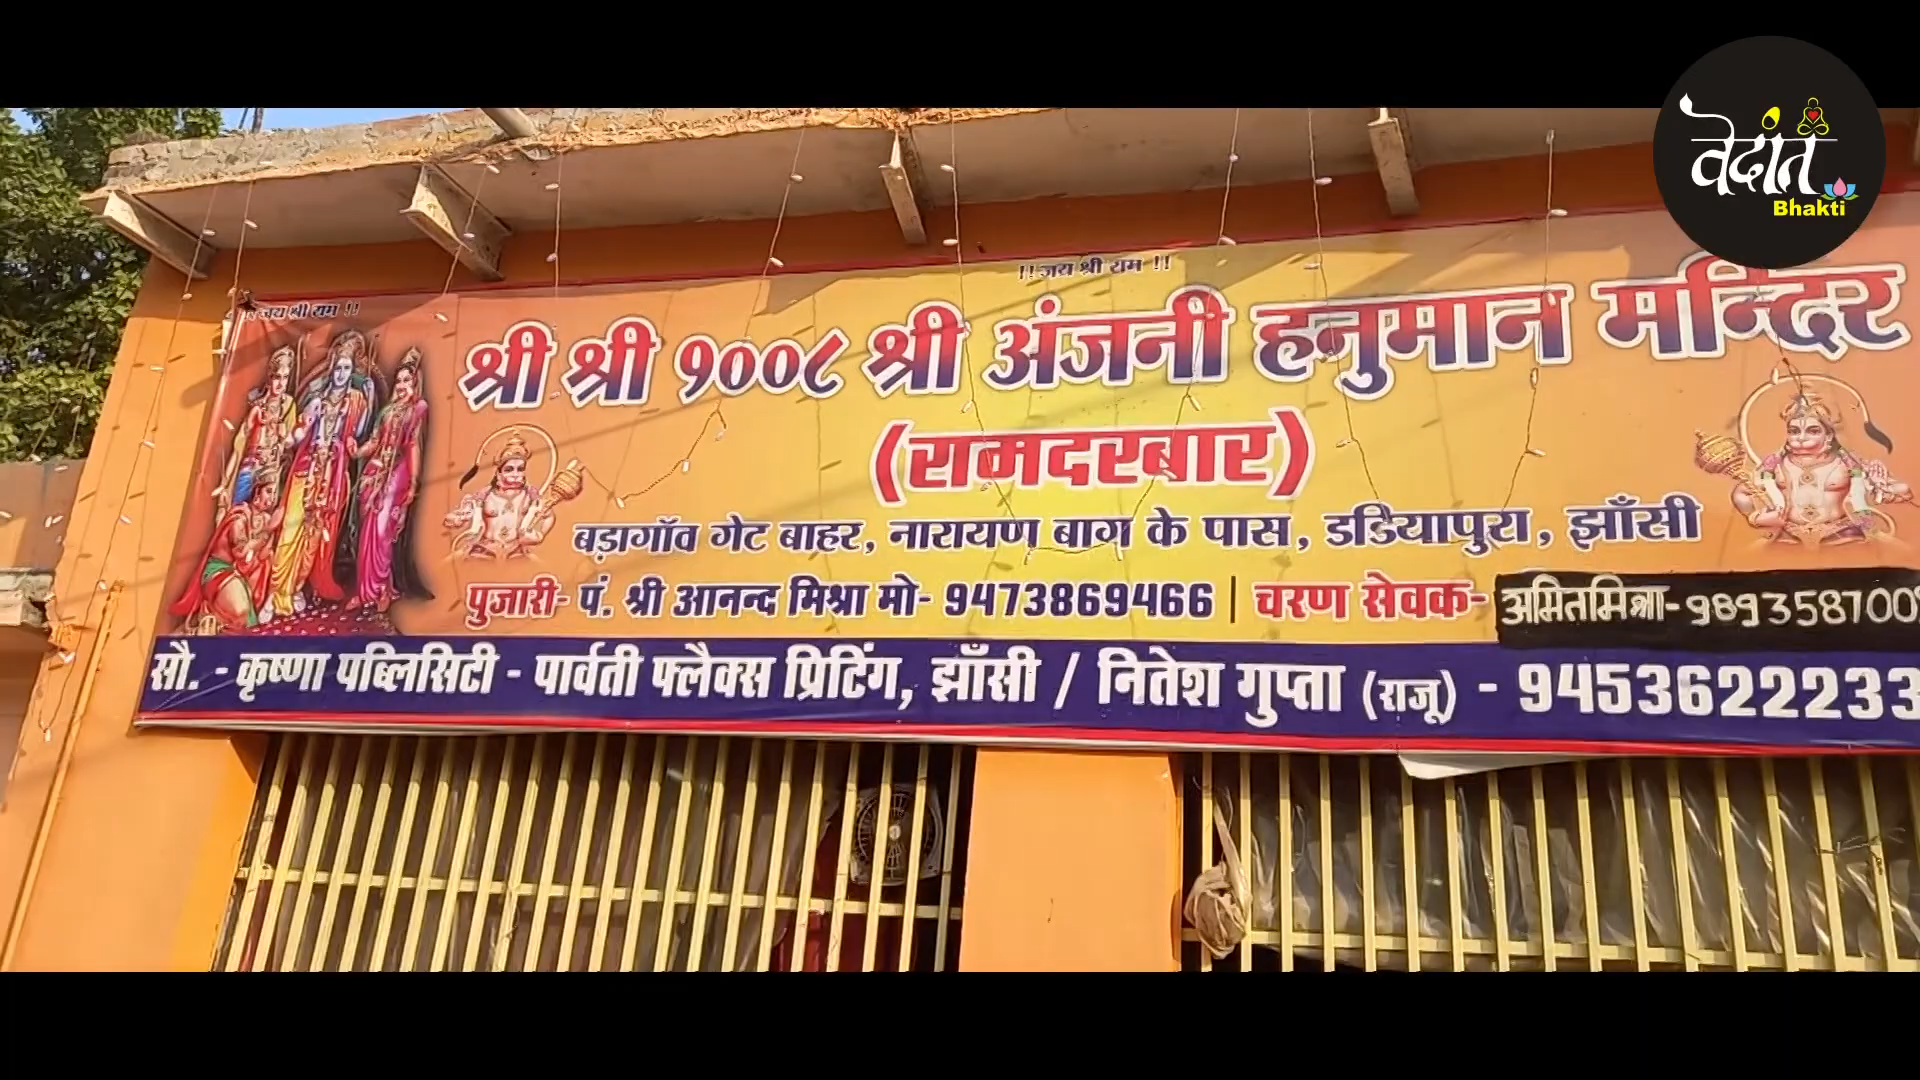 वेदांत
Bhakti
!! जय श्री राम !!
!! जय श्री राम !!
श्री श्री १००८ श्री अंजनी हनुमान मन्दिर
(रामदरबार)
बड़ागाँव गेट बाहर, नारायण बाग के पास, डडियापुरा, झाँसी
पुजारी- पं. श्री आनन्द मिश्रा मो- 9473869466 | चरण सेवक- अमित मिश्रा-989358700
सौ. - कृष्णा पब्लिसिटी - पार्वती फ्लैक्स प्रिटिंग, झाँसी / नितेश गुप्ता (राजू) - 9453622233